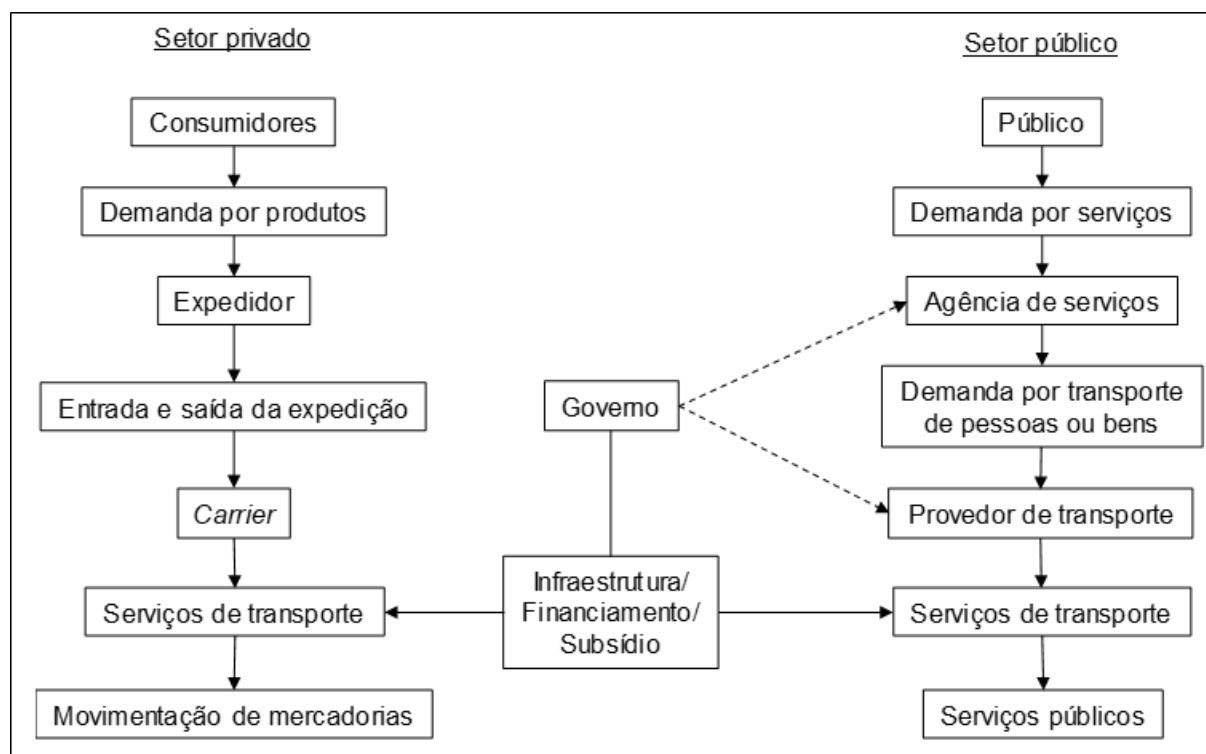 Setor privado
Setor público
Consumidores
Público
Demanda por produtos
Demanda por serviços
Expedidor
Agência de serviços
Entrada e saída da expedição
Governo
Demanda por transporte
de pessoas ou bens
Carrier
Provedor de transporte
Serviços de transporte
Infraestrutura/
Financiamento/
Subsídio
Serviços de transporte
Movimentação de mercadorias
Serviços públicos